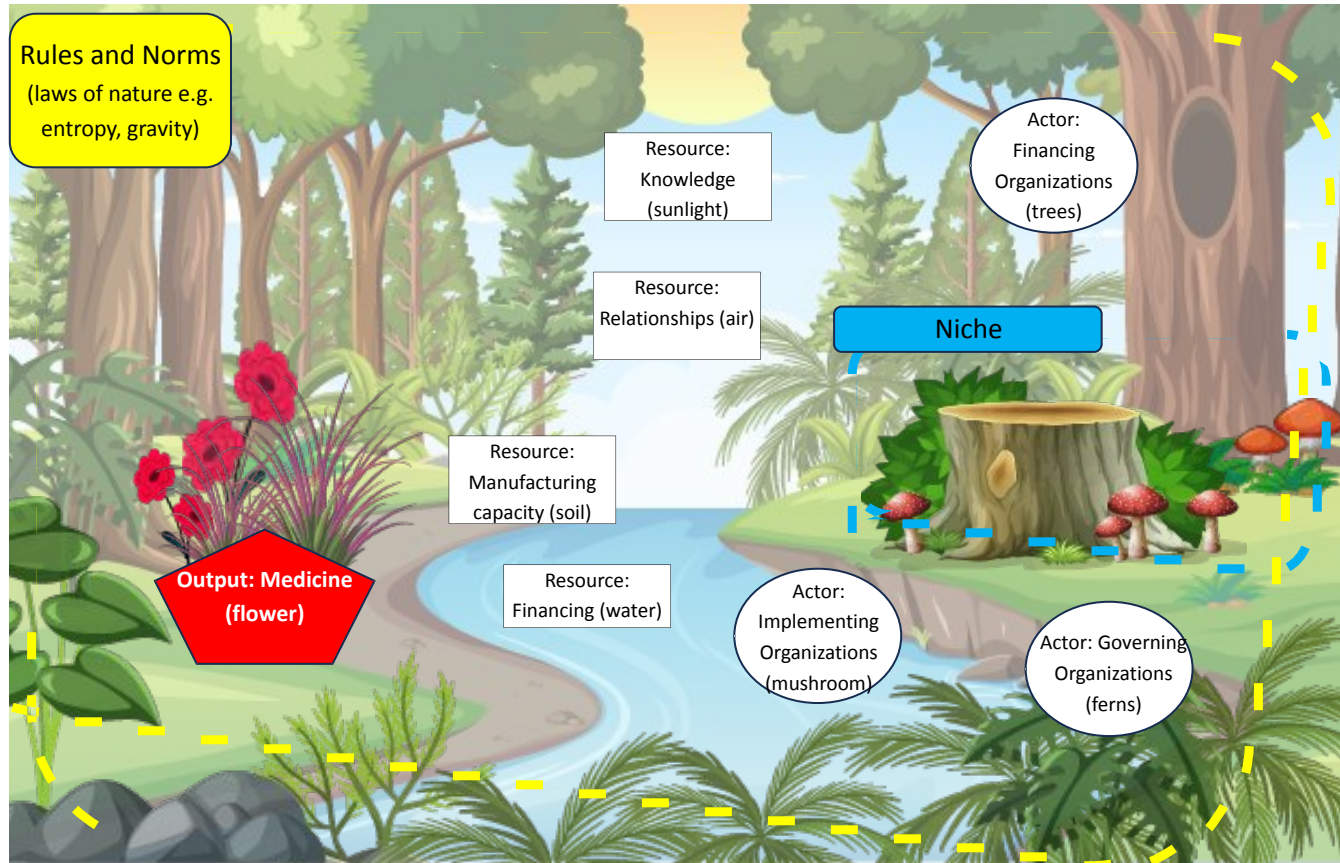 Rules and Norms
(laws of nature e.g.
entropy, gravity)
Resource:
Knowledge
(sunlight)
Actor:
Financing
Organizations
(trees)
Resource:
Relationships (air)
Niche
Resource:
Manufacturing
capacity (soil)
Output: Medicine
(flower)
Resource:
Financing (water)
Actor:
Implementing
Organizations
(mushroom)
Actor: Governing
Organizations
(ferns)